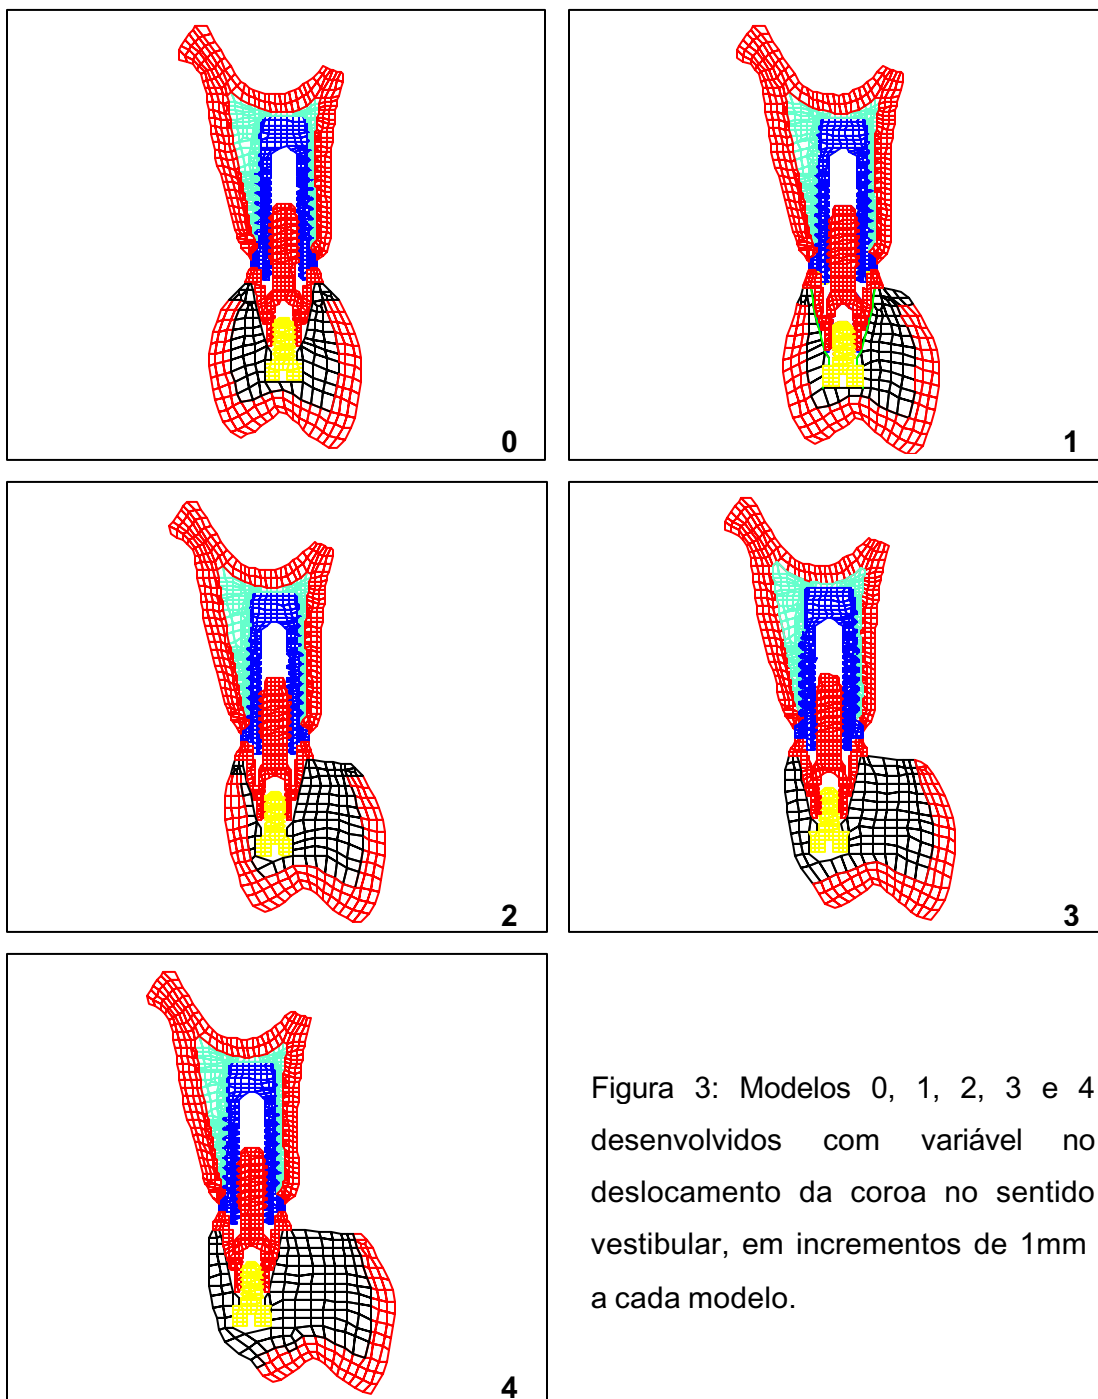 0
1
2
3
4
Figura 3: Modelos 0, 1, 2, 3 e 4
desenvolvidos com variável no
deslocamento da coroa no sentido
vestibular, em incrementos de 1mm
a cada modelo.